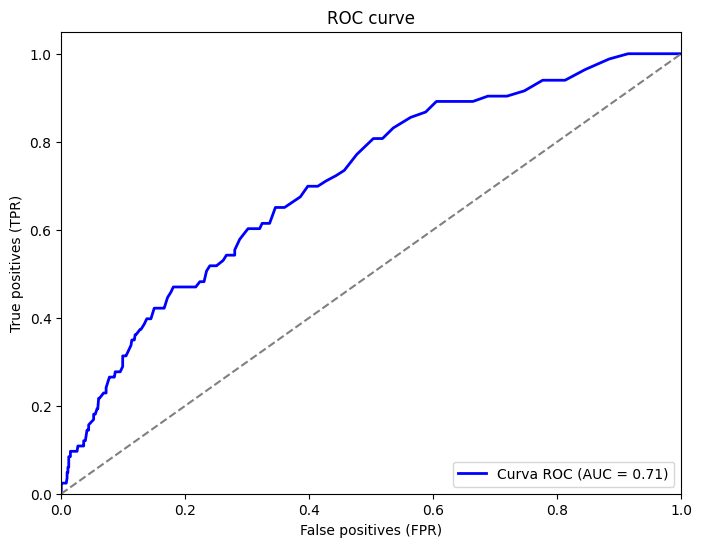 ROC curve
True positives (TPR)
1.0
0.8
0.6
0.4
0.2
0.0
0.0 0.2 0.4 0.6 0.8 1.0
False positives (FPR)
Curva ROC (AUC = 0.71)